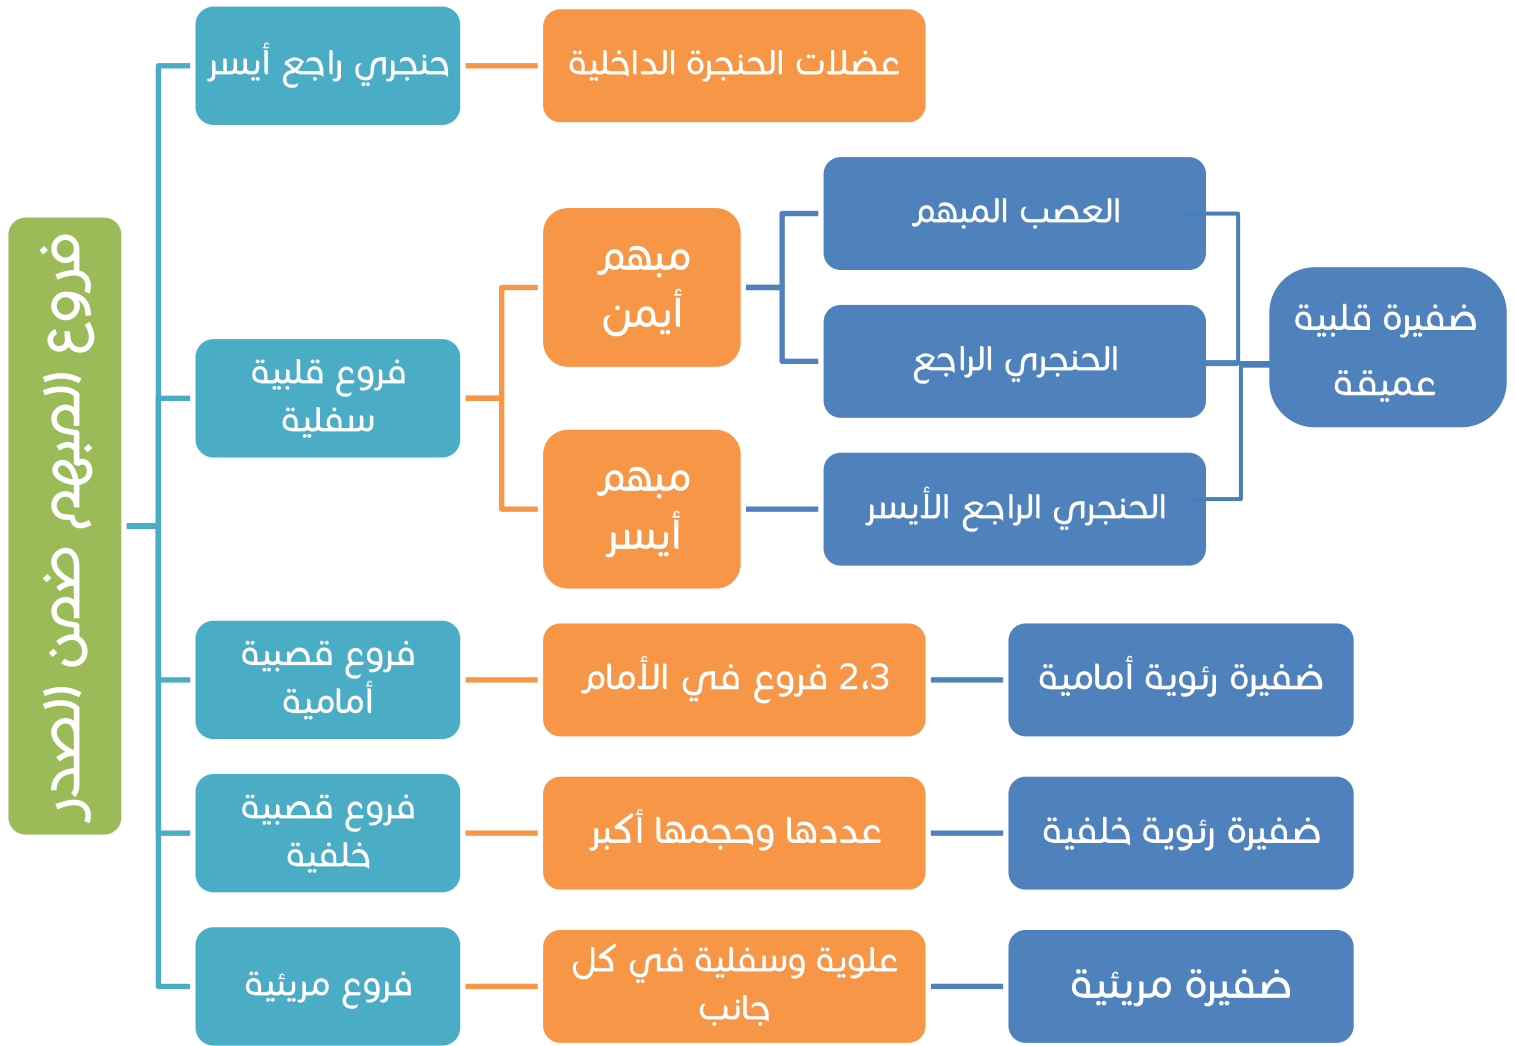 فروع المبهم ضمن الصدر
حنجري راجع أيسر
عضلات الحنجرة الداخلية
فروع قلبية
سفلية
مبهم
أيمن
العصب المبهم
الحنجري الراجع
مبهم
أيسر
الحنجري الراجع الأيسر
ضفيرة قلبية
عميقة
فروع قصبية
أمامية
2،3 فروع في الأمام
ضفيرة رئوية أمامية
فروع قصبية
خلفية
عددها وحجمها أكبر
ضفيرة رئوية خلفية
فروع مريئية
علوية وسفلية في كل
جانب
ضفيرة مريئية